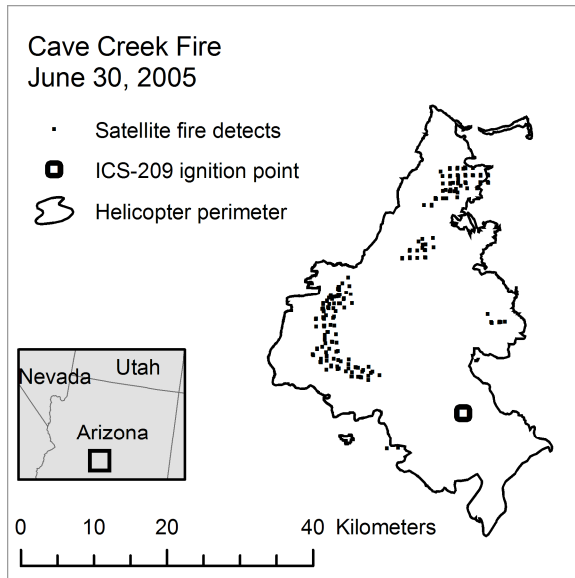 Cave Creek Fire
June 30, 2005
Satellite fire detects
ICS-209 ignition point
Helicopter perimeter
Nevada
Utah
Arizona
0 10 20 40 Kilometers